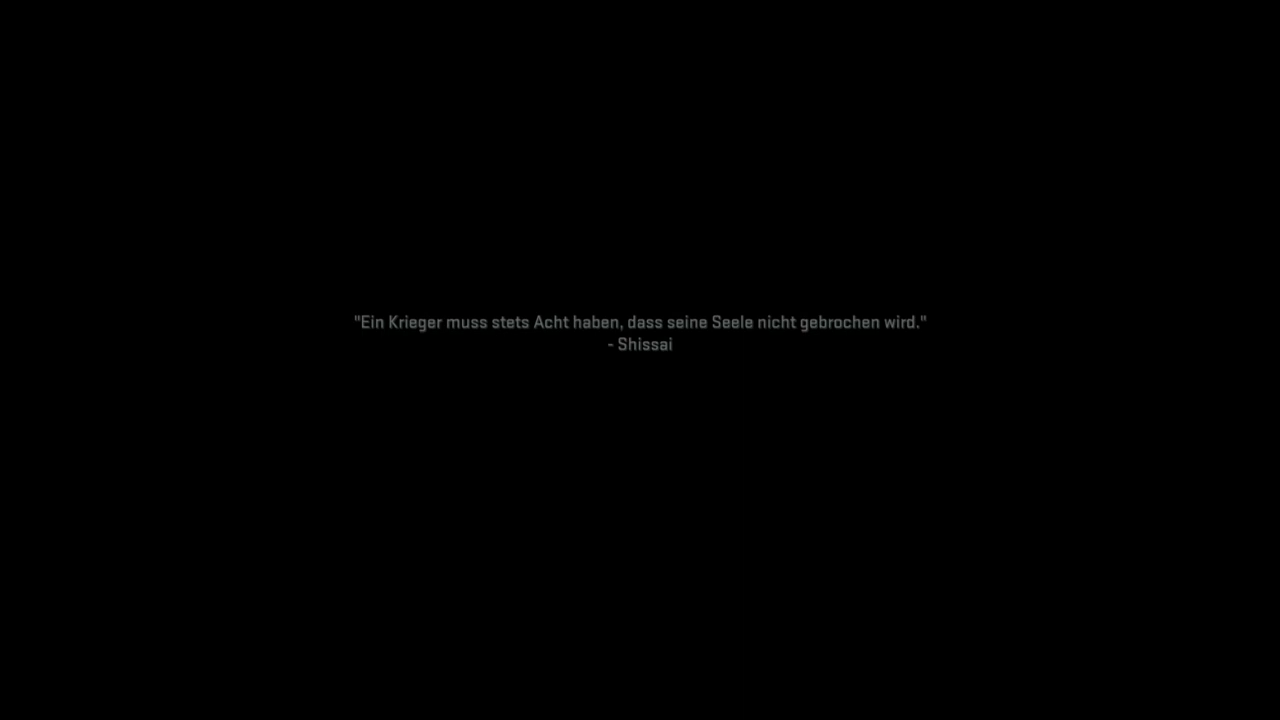 "Ein Krieger muss stets Acht haben, dass seine Seele nicht gebrochen wird."
- Shissai